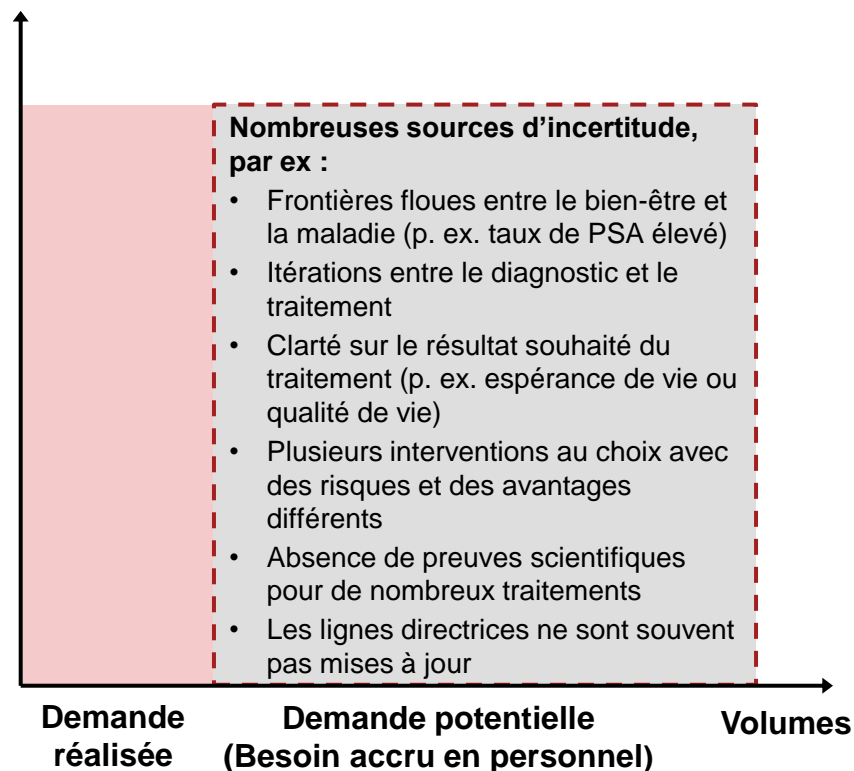 Nombreuses sources d’incertitude,
par ex :
• Frontières floues entre le bien-être et
la maladie (p. ex. taux de PSA élevé)
• Itérations entre le diagnostic et le
traitement
• Clarté sur le résultat souhaité du
traitement (p. ex. espérance de vie ou
qualité de vie)
• Plusieurs interventions au choix avec
des risques et des avantages
différents
• Absence de preuves scientifiques
pour de nombreux traitements
• Les lignes directrices ne sont souvent
pas mises à jour
Demande
réalisée
Demande potentielle
(Besoin accru en personnel)
Volumes